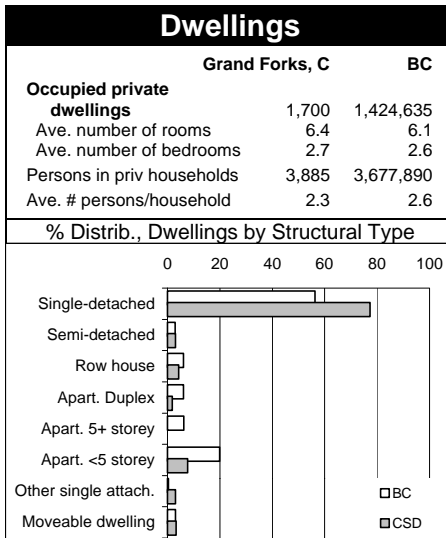 Dwellings
Grand Forks, C BC
Occupied private
dwellings 1,700 1,424,635
Ave. number of rooms 6.4 6.1
Ave. number of bedrooms 2.7 2.6
Persons in priv households 3,885 3,677,890
Ave. # persons/household 2.3 2.6
% Distrib., Dwellings by Structural Type
0 20 40 60 80 100
Single-detached
Semi-detached
Row house
Apart. Duplex
Apart. 5+ storey
Apart. <5 storey
Other single attach.
BC
Moveable dwelling
CSD